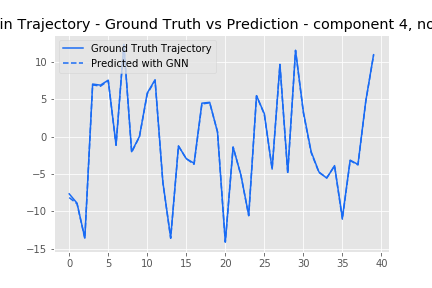 in Trajectory - Ground Truth vs Prediction - component 4, no
Ground Truth Trajectory
Predicted with GNN
10
5
0
−5
−10
−15
0 5 10 15 20 25 30 35 40